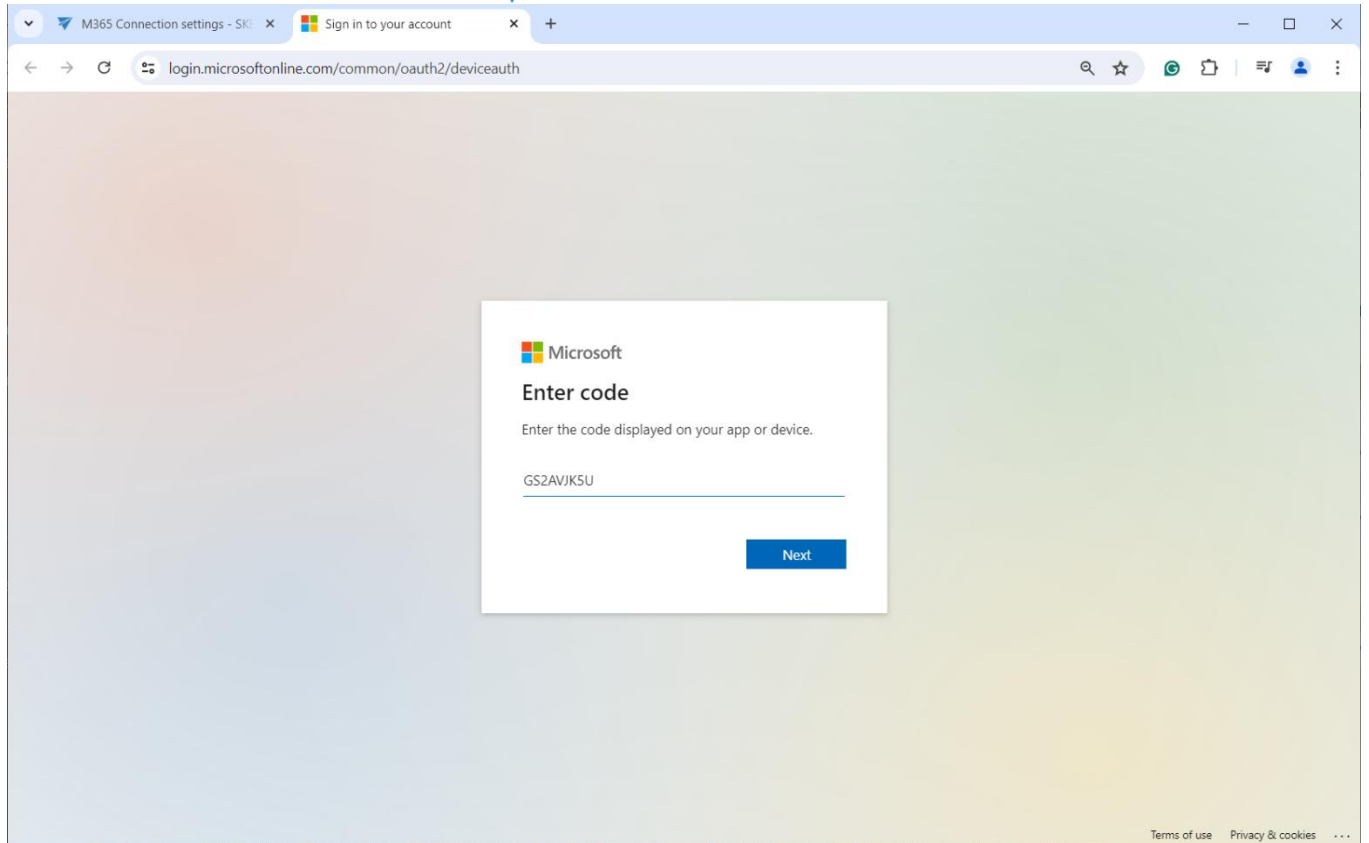 M365 Connection settings - SK
Sign in to your account
login.microsoftonline.com/common/oauth2/deviceauth
Microsoft
Enter code
Enter the code displayed on your app or device.
GS2AVJK5U
Next
Terms of use Privacy & cookies ...